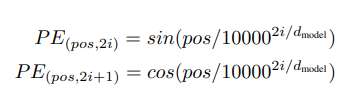 PE_{(pos,2i)} = sin(pos/10000^{2i/d_{model}})
PE_{(pos,2i+1)} = cos(pos/10000^{2i/d_{model}})